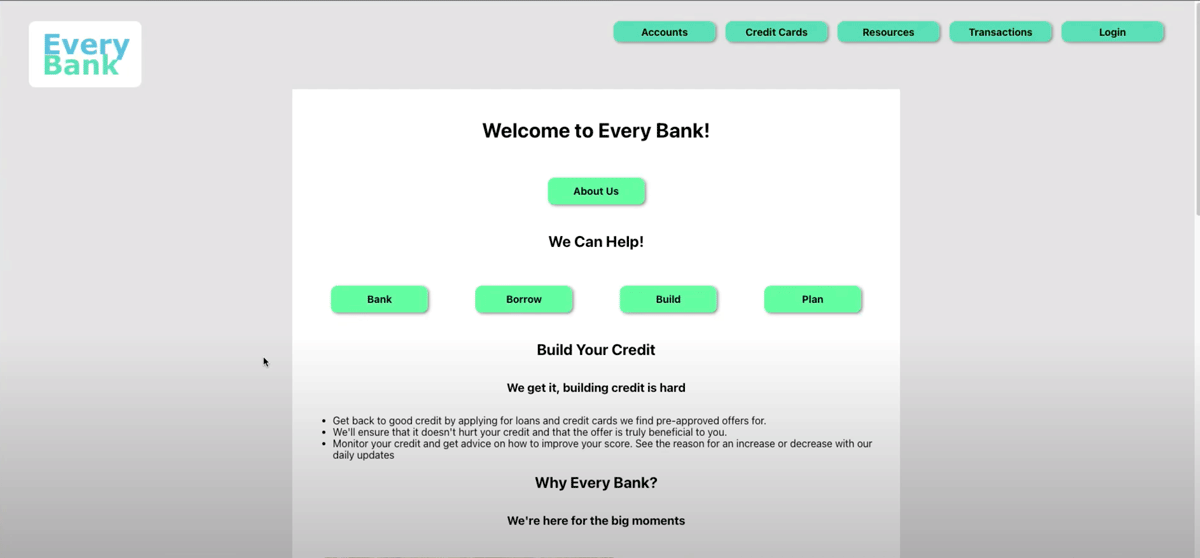 Every
Bank
Accounts
Credit Cards
Resources
Transactions
Login
Welcome to Every Bank!
About Us
We Can Help!
Bank
Borrow
Build
Plan
Build Your Credit
We get it, building credit is hard
• Get back to good credit by applying for loans and credit cards we find pre-approved offers for.
• We'll ensure that it doesn't hurt your credit and that the offer is truly beneficial to you.
• Monitor your credit and get advice on how to improve your score. See the reason for an increase or decrease with our
daily updates
Why Every Bank?
We're here for the big moments